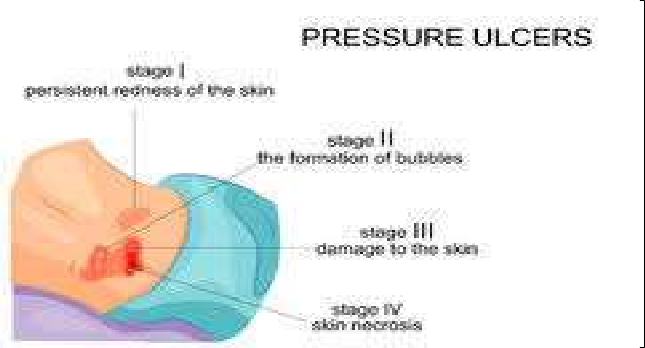 PRESSURE ULCERS
stage I
persistent redness of the skin
stage II
the formation of bubbles
stage III
damage to the skin
stage IV
skin necrosis